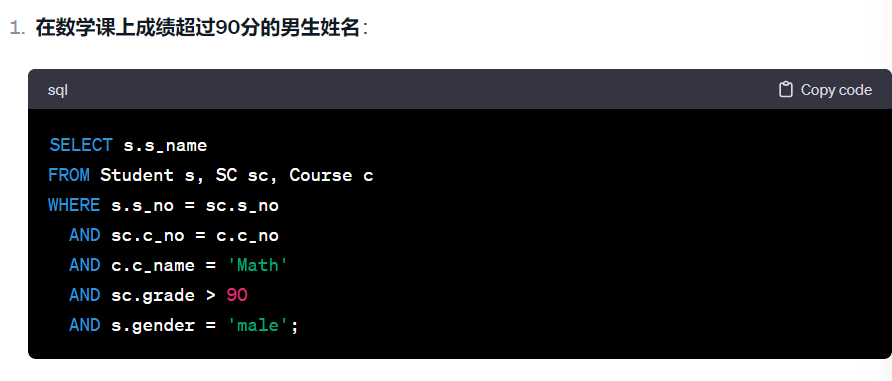 1. 在数学课上成绩超过90分的男生姓名：
sql Copy code
SELECT s.s_name
FROM Student s, SC sc, Course c
WHERE s.s_no = sc.s_no
AND sc.c_no = c.c_no
AND c.c_name = 'Math'
AND sc.grade > 90
AND s.gender = 'male';